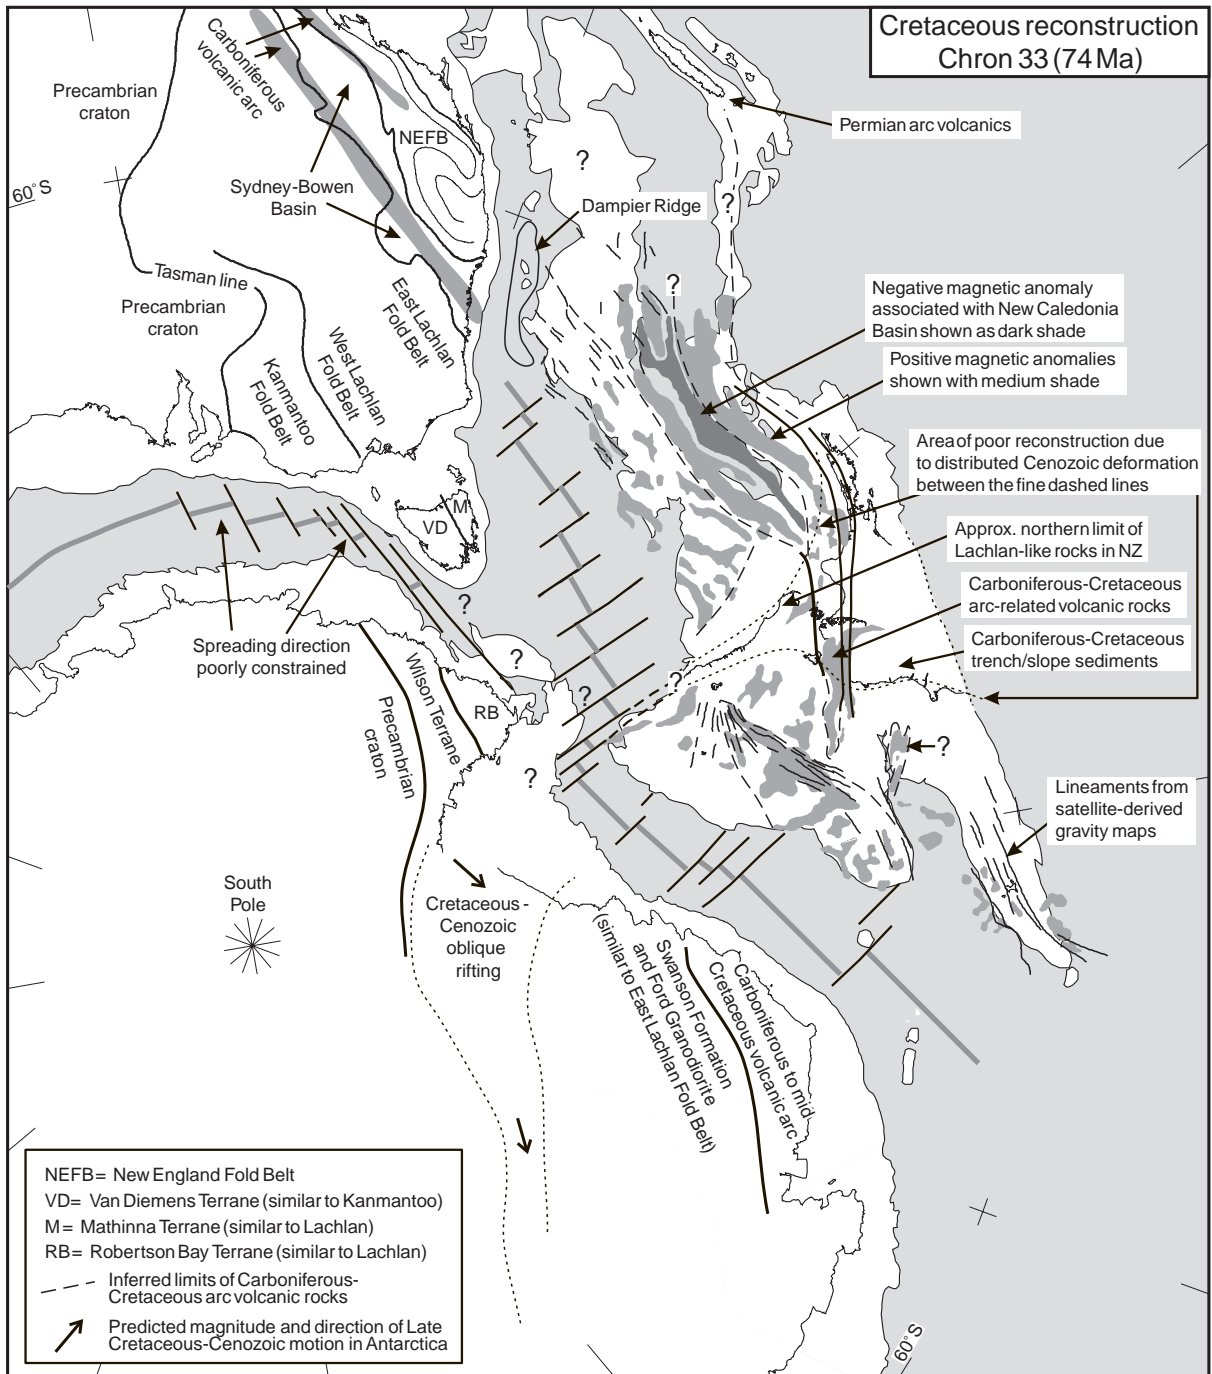 Cretaceous reconstruction
Chron 33 (74 Ma)
Carboniferous
volcanic arc
Precambrian
craton
NEFB
Permian arc volcanics
?
60°S
Sydney-Bowen
Basin
?
Dampier Ridge
Tasman line
Precambrian
craton
East Lachlan
Fold Belt
West Lachlan
Fold Belt
Kanmantoo
Fold Belt
?
Negative magnetic anomaly
associated with New Caledonia
Basin shown as dark shade
Positive magnetic anomalies
shown with medium shade
Area of poor reconstruction due
to distributed Cenozoic deformation
between the fine dashed lines
M
VD
Approx. northern limit of
Lachlan-like rocks in NZ
Carboniferous-Cretaceous
arc-related volcanic rocks
?
Spreading direction
poorly constrained
Carboniferous-Cretaceous
trench/slope sediments
?
?
?
Wilson Terrane
RB
Precambrian
craton
?
?
Lineaments from
satellite-derived
gravity maps
South
Pole
Cretaceous -
Cenozoic
oblique
rifting
Carboniferous to mid-
Cretaceous volcanic arc
Swanson Formation
and Ford Granodiorite
(similar to East Lachlan Fold Belt)
NEFB= New England Fold Belt
VD= Van Diemens Terrane (similar to Kanmantoo)
M= Mathinna Terrane (similar to Lachlan)
RB= Robertson Bay Terrane (similar to Lachlan)
Inferred limits of Carboniferous-
Cretaceous arc volcanic rocks
Predicted magnitude and direction of Late
Cretaceous-Cenozoic motion in Antarctica
60°S